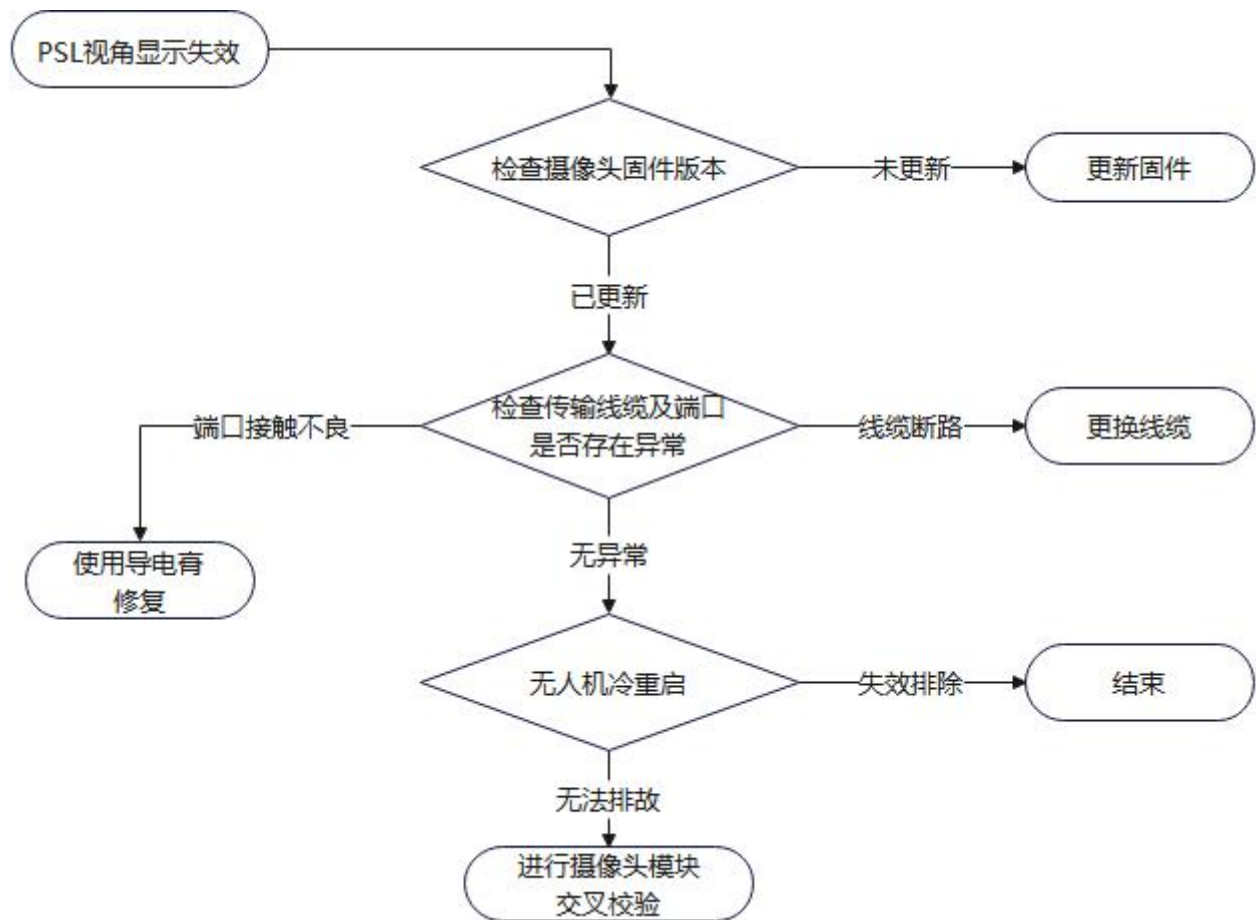 PSL视角显示失效
检查摄像头固件版本
未更新
更新固件
已更新
端口接触不良
检查传输线缆及端口
是否存在异常
线缆断路
更换线缆
使用导电膏
修复
无异常
无人机冷重启
失效排除
结束
无法排故
进行摄像头模块
交叉校验